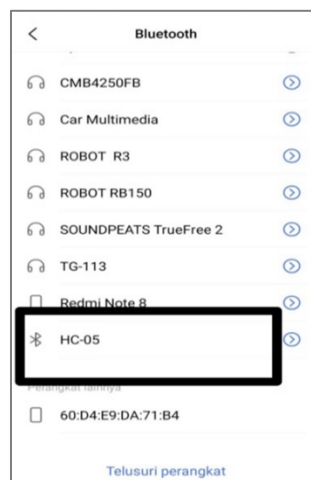 Bluetooth
CMB4250FB
Car Multimedia
ROBOT R3
ROBOT RB150
SOUNDPEATS TrueFree 2
TG-113
Redmi Note 8
HC-05
Perangkat lainnya
60:D4:E9:DA:71:B4
Telusuri perangkat